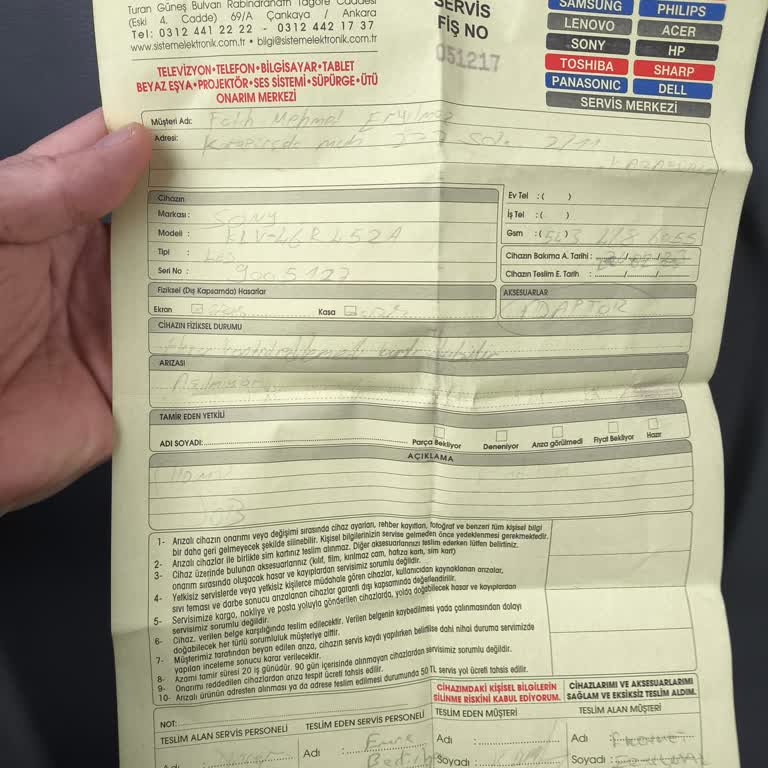 Turan Güneş Bulvarı Rabindranath Tagore Caddesi
(Eski 4. Cadde) 69/A Çankaya / Ankara
Tel: 0312 441 22 22 - 0312 442 17 37
www.sistemelektronik.com.tr • bilgi@sistemelektronik.com.tr
SERVİS
FİŞ NO
051217
SAMSUNG PHILIPS
LENOVO ACER
SONY HP
TOSHIBA SHARP
PANASONIC DELL
SERVİS MERKEZİ
TELEVİZYON•TELEFON•BİLGİSAYAR•TABLET
BEYAZ EŞYA•PROJEKTÖR•SES SİSTEMİ•SÜPÜRGE•ÜTÜ
ONARIM MERKEZİ
Müşteri Adı: Fatih Mehmet Eryılmaz
Adresi: 2/11
Cihazın
Markası: SONY
Modeli: KLV-46R452A
Tipi: LED
Seri No: 9005127
Ev Tel :( )
İş Tel :( )
Gsm :(543
Cihazın Bakıma A. Tarihi:
Cihazın Teslim E. Tarih :
Fiziksel (Dış Kapsamda) Hasarlar
Ekran Kasa
AKSESUARLAR
ADAPTÖR
CİHAZIN FİZİKSEL DURUMU
ARIZASI
TAMİR EDEN YETKİLİ
ADI SOYADI:
Parça Bekliyor Deneniyor Arıza görülmedi Fiyat Bekliyor Hazır
AÇIKLAMA
1- Arızalı cihazın onarımı veya değişimi sırasında cihaz ayarları, rehber kayıtları, fotoğraf ve benzeri tüm kişisel bilgi
bir daha geri gelmeyecek şekilde silinebilir. Kişisel bilgilerinizin servise gelmeden önce yedeklenmesi gerekmektedir.
2- Arızalı cihazlar ile birlikte sim kartınız teslim alınmaz. Diğer aksesuarlarınızı teslim ederken lütfen belirtiniz.
3- Cihaz üzerinde bulunan aksesuarlarınız (kılıf, film, kırılmaz cam, hafıza kartı, sim kart)
onarım sırasında oluşacak hasar ve kayıplardan servisimiz sorumlu değildir.
4- Yetkisiz servislerde veya yetkisiz kişilerce müdahale gören cihazlar, kullanıcıdan kaynaklanan arızalar,
sıvı teması ve darbe sonucu arızalanan cihazlar garanti dışı kapsamda değerlendirilir.
5- Servisimize kargo, nakliye ve posta yoluyla gönderilen cihazlarda, yolda doğabilecek hasar ve kayıplardan
servisimiz sorumlu değildir.
6- Cihaz, verilen belge karşılığında teslim edilecektir. Verilen belgenin kaybedilmesi yada çalınmasından dolayı
doğabilecek her türlü sorumluluk müşteriye aittir.
7- Müşterimiz tarafından beyan edilen arıza, cihazın servis kaydı yapılırken belirtilse dahi nihai duruma servisimizde
yapılan inceleme sonucu karar verilecektir.
8- Azami tamir süresi 20 iş günüdür. 90 gün içerisinde alınmayan cihazlardan servisimiz sorumlu değildir.
9- Onarımı reddedilen cihazlardan arıza tespit ücreti tahsis edilir.
10- Arızalı ürünün adresten alınması ya da adrese teslim edilmesi durumunda 50 TL servis yol ücreti tahsis edilir.
NOT:
CİHAZIMDAKİ KİŞİSEL BİLGİLERİN
SİLİNME RİSKİNİ KABUL EDİYORUM.
CİHAZLARIMI VE AKSESUARLARIMI
SAĞLAM VE EKSİKSİZ TESLİM ALDIM.
TESLİM ALAN SERVİS PERSONELİ TESLİM EDEN SERVİS PERSONELİ TESLİM EDEN MÜŞTERİ TESLİM ALAN MÜŞTERİ
Adı Adı : Emre Adı : Adı :
Soyadı : Soyadı :